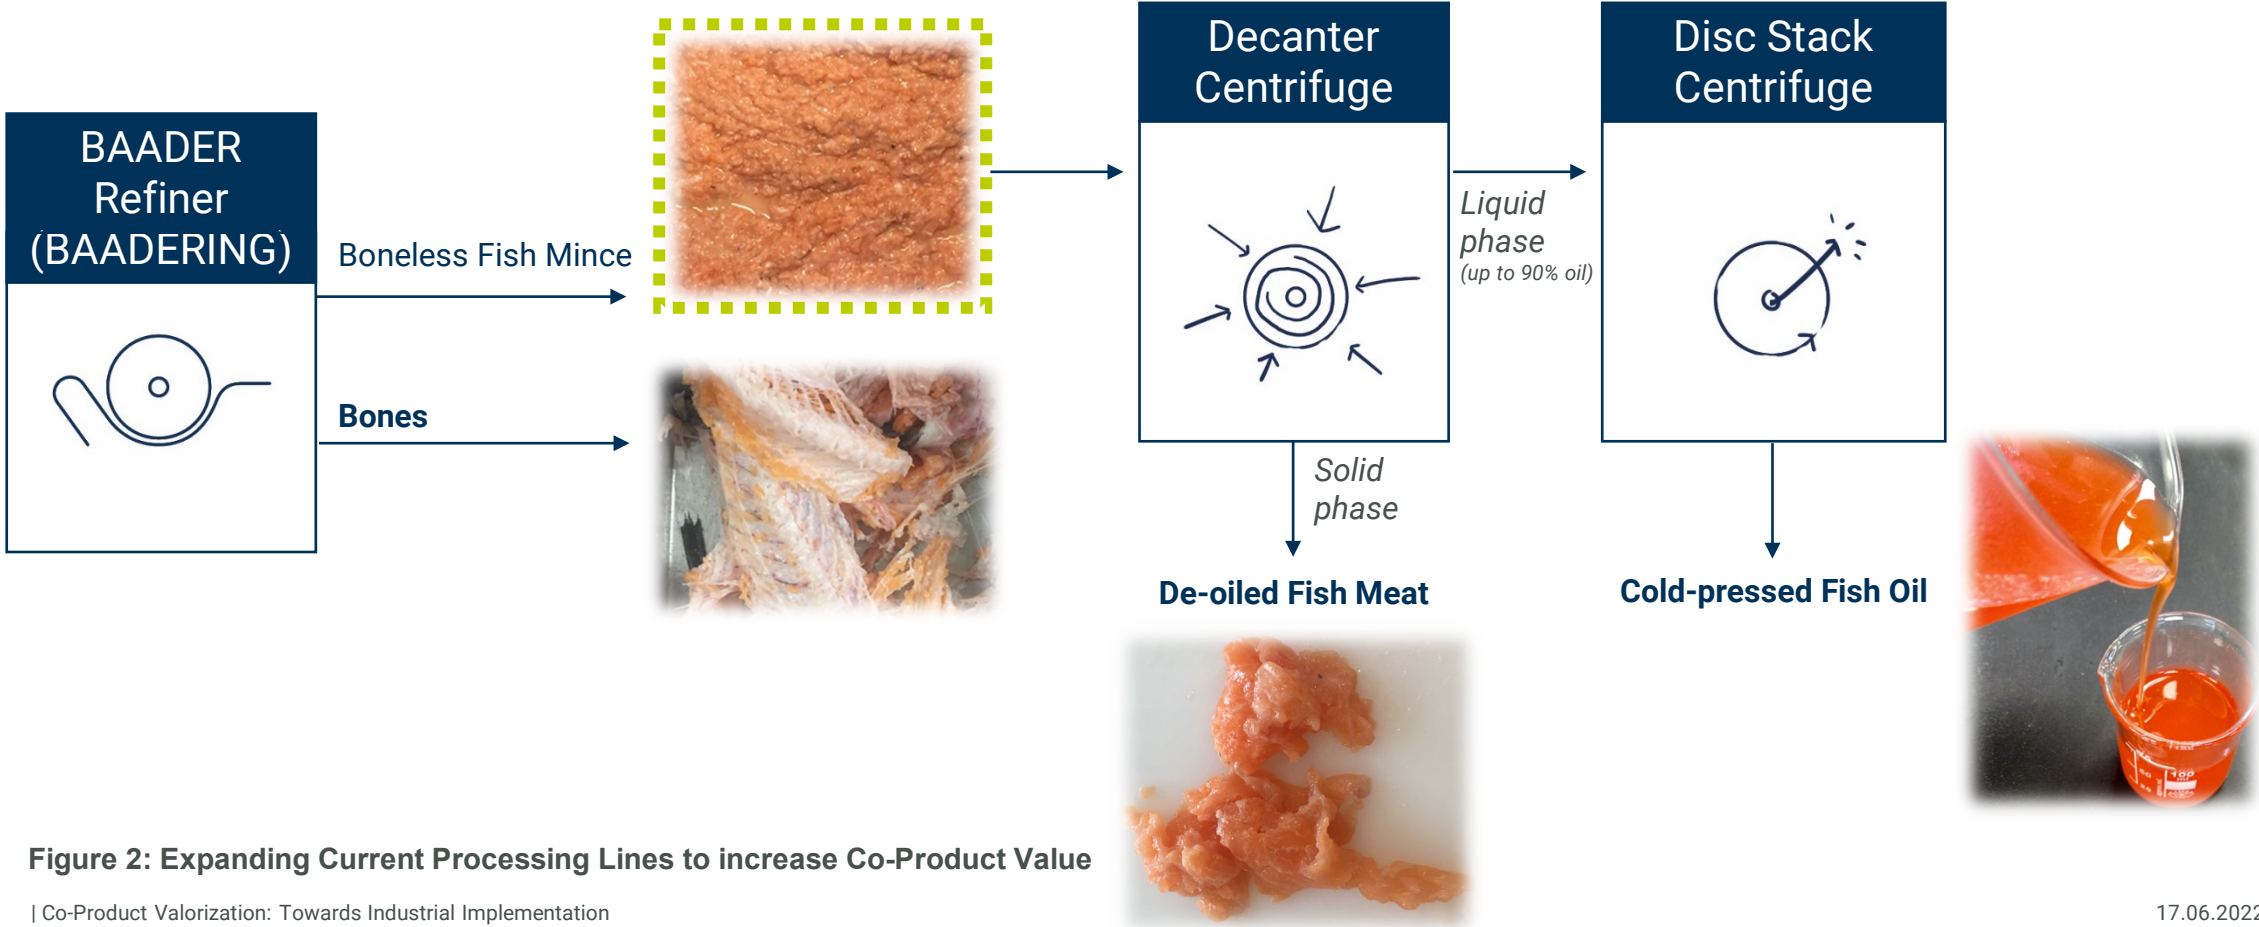 BAADER
Refiner
(BAADERING)
Boneless Fish Mince
Bones
Decanter
Centrifuge
Liquid
phase
(up to 90% oil)
Solid
phase
De-oiled Fish Meat
Disc Stack
Centrifuge
Cold-pressed Fish Oil
100
Figure 2: Expanding Current Processing Lines to increase Co-Product Value
| Co-Product Valorization: Towards Industrial Implementation
17.06.2022